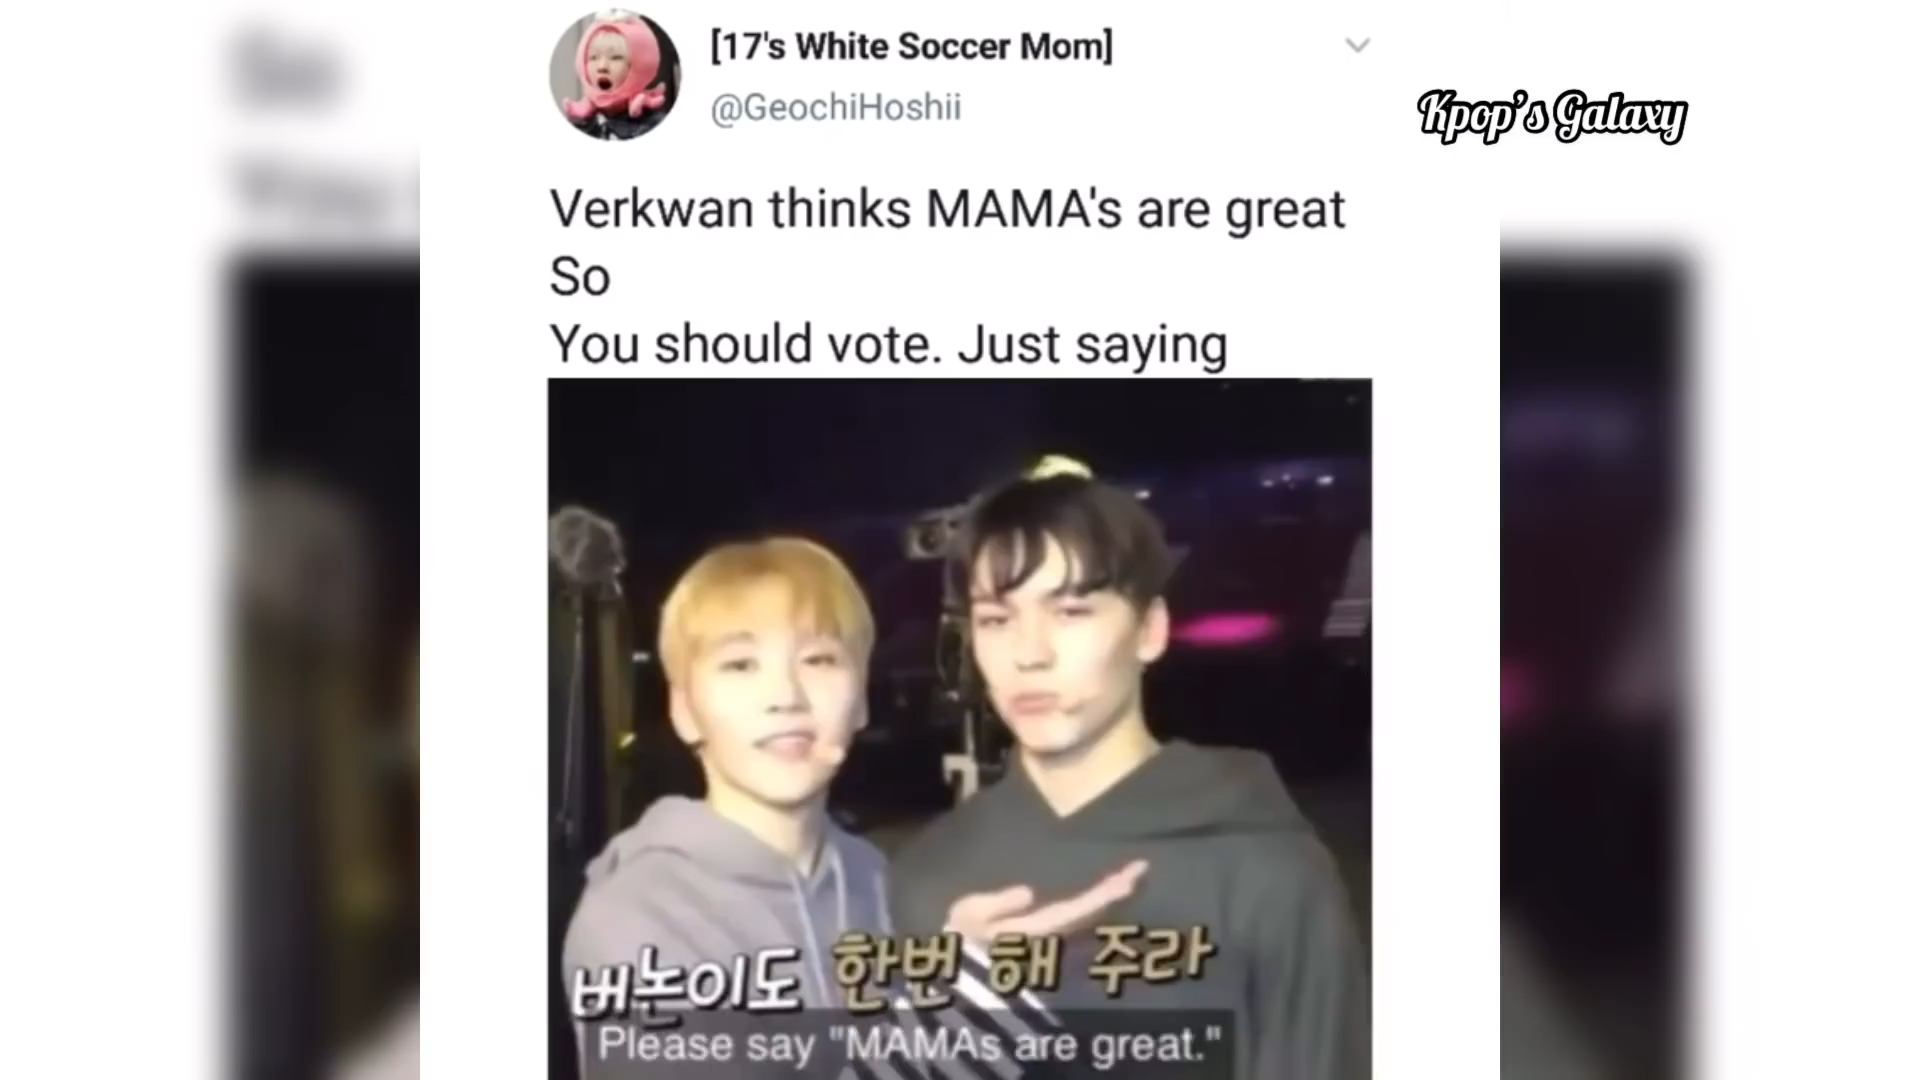 [17's White Soccer Mom]
@GeochiHoshii
Kpop's Galaxy
Verkwan thinks MAMA's are great
So
You should vote. Just saying
버논이도 한번 해 주라
Please say "MAMAs are great."